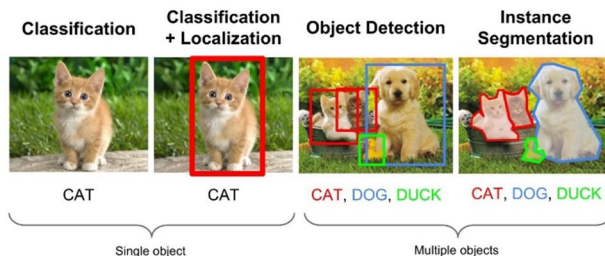 Classification
Classification
+ Localization
Object Detection
Instance
Segmentation
CAT
CAT
CAT, DOG, DUCK
CAT, DOG, DUCK
Single object
Multiple objects